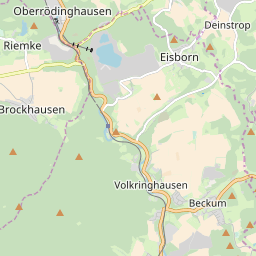 Oberrödinghausen
Deinstrop
Riemke
Eisborn
Brockhausen
Volkringhausen
Beckum